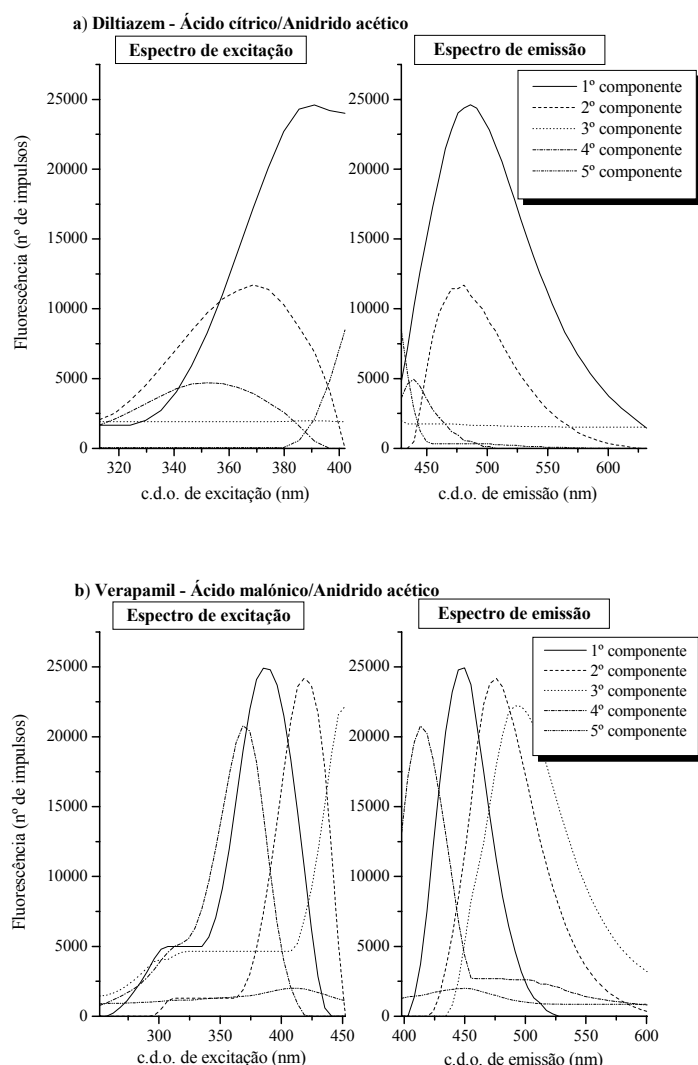 a) Diltiazem - Ácido cítrico/Anidrido acético
Espectro de excitação
Espectro de emissão
Fluorescência (nº de impulsos)
25000
20000
15000
10000
5000
0
320 340 360 380 400
c.d.o. de excitação (nm)
450 500 550 600
c.d.o. de emissão (nm)
1º componente
2º componente
3º componente
4º componente
5º componente
b) Verapamil - Ácido malónico/Anidrido acético
Espectro de excitação
Espectro de emissão
Fluorescência (nº de impulsos)
25000
20000
15000
10000
5000
0
300 350 400 450
c.d.o. de excitação (nm)
400 450 500 550 600
c.d.o. de emissão (nm)
1º componente
2º componente
3º componente
4º componente
5º componente